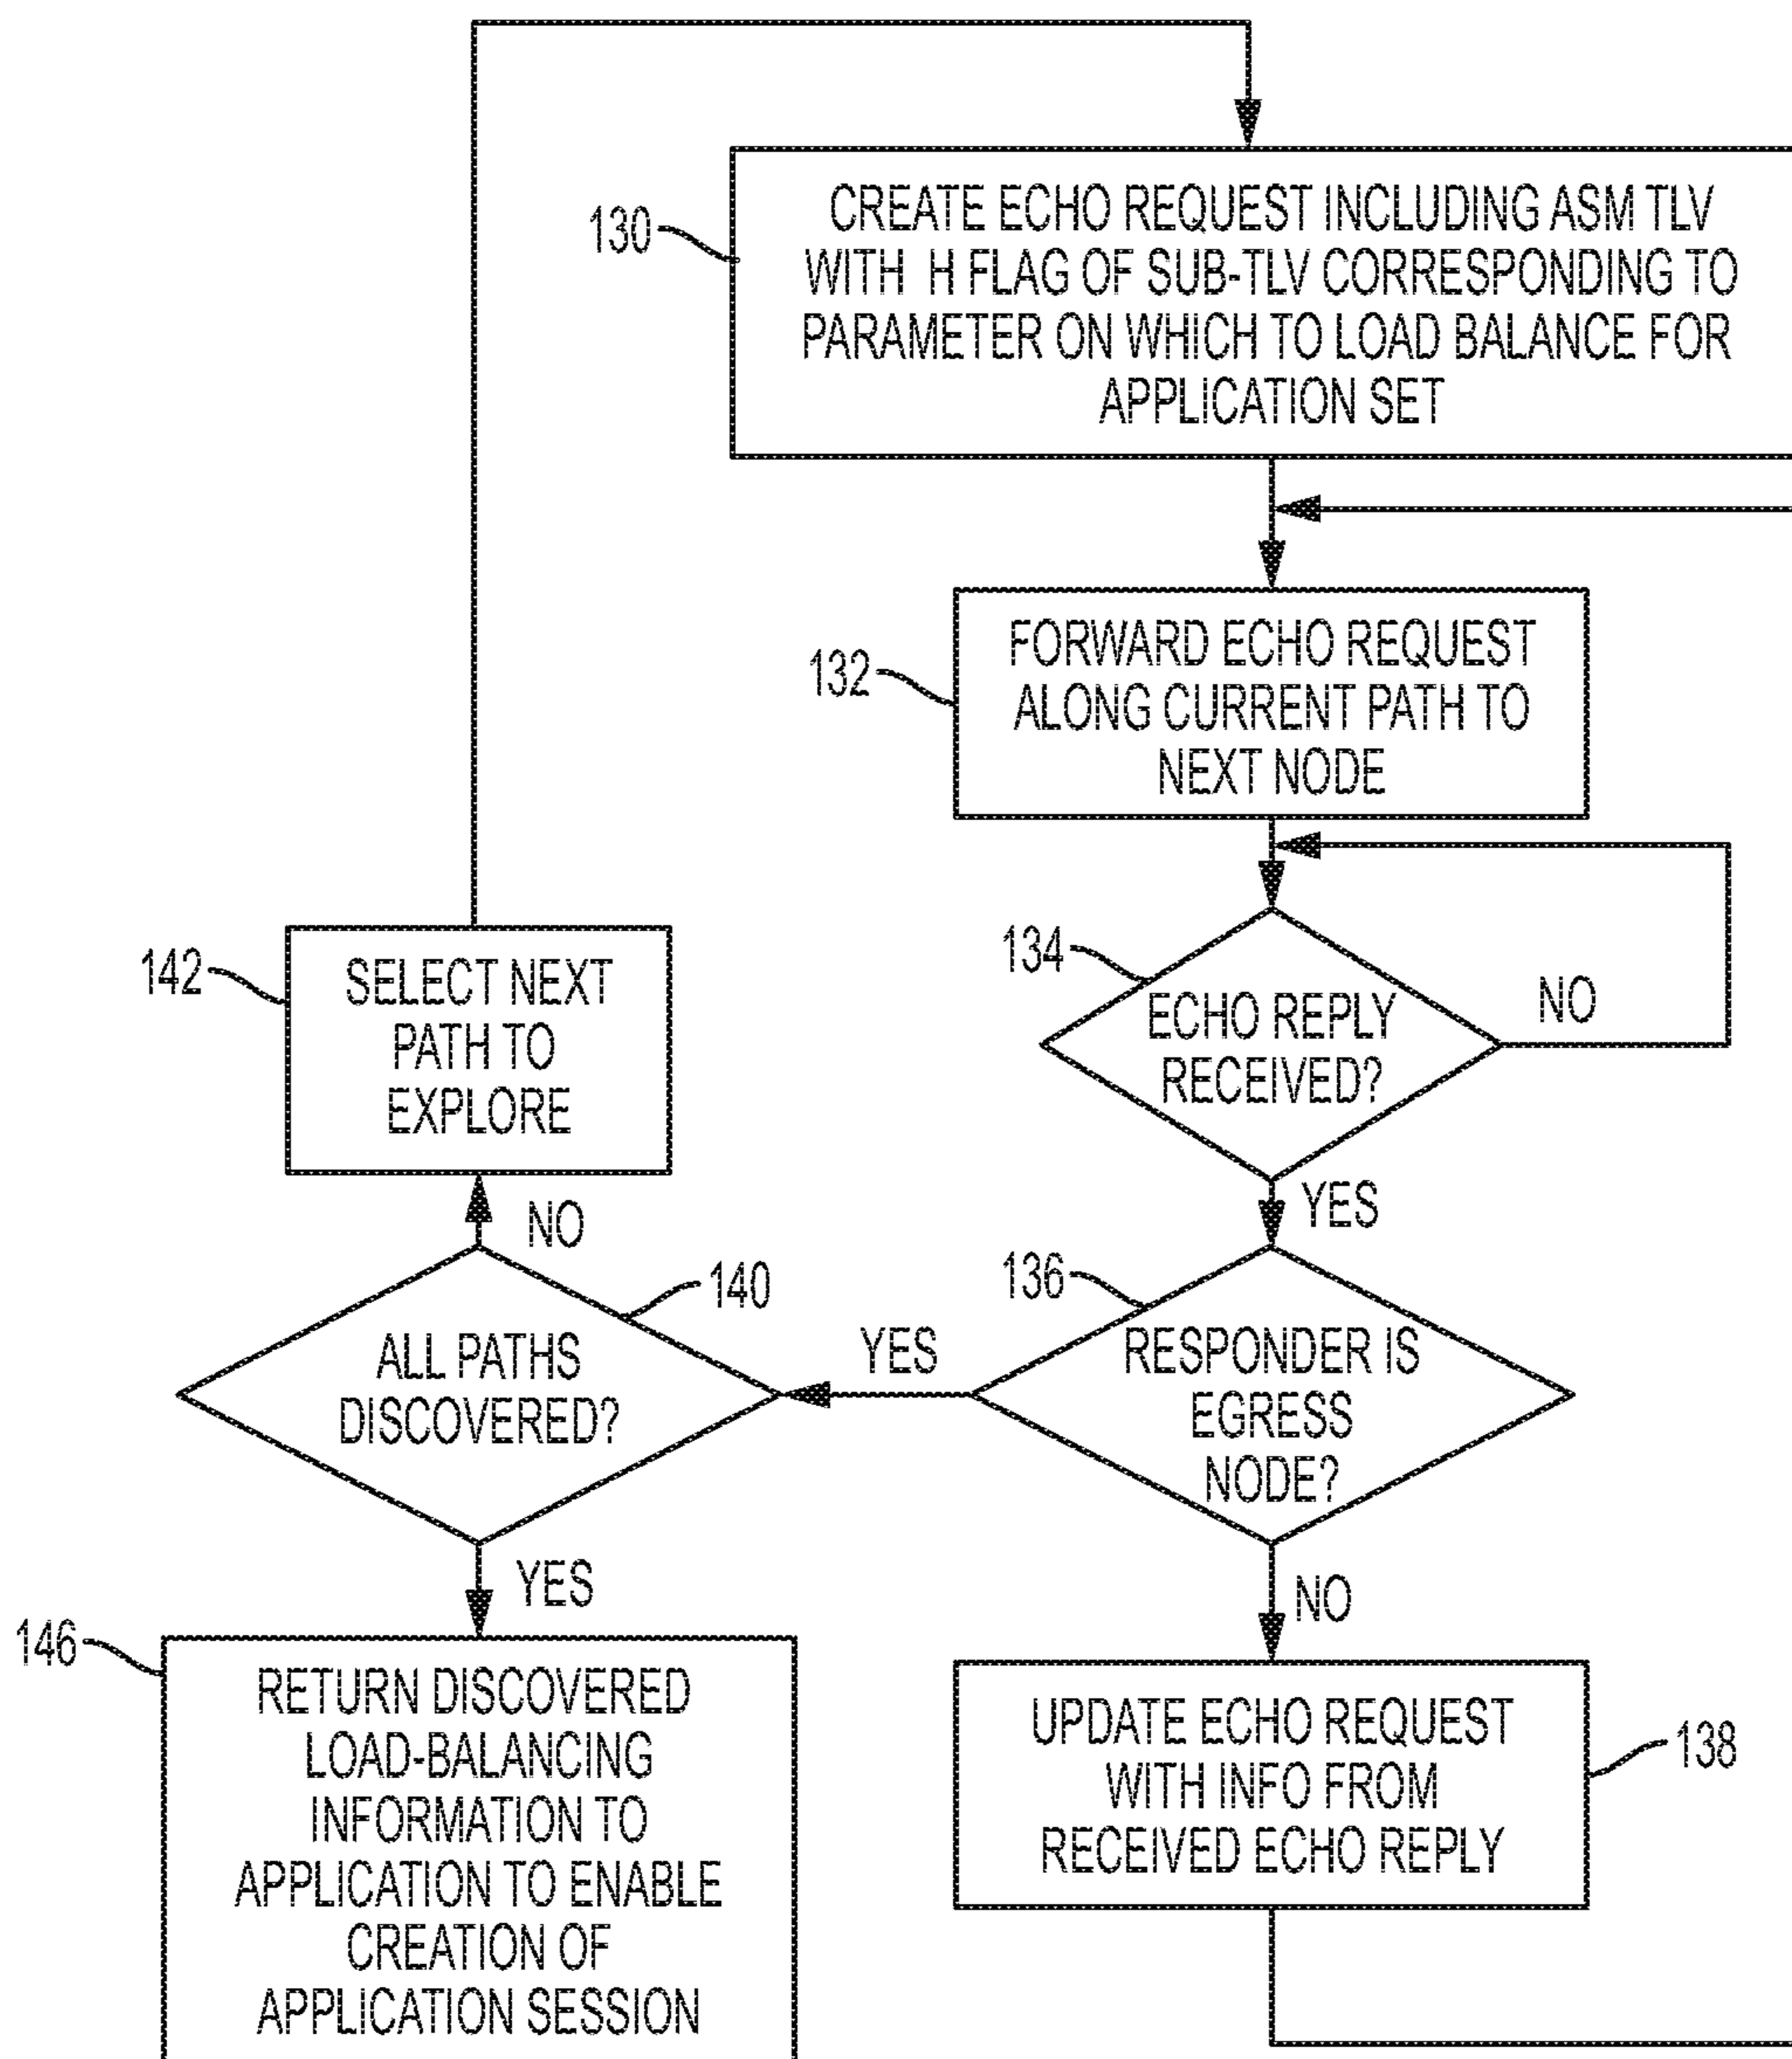 130
CREATE ECHO REQUEST INCLUDING ASM TLV
WITH H FLAG OF SUB-TLV CORRESPONDING TO
PARAMETER ON WHICH TO LOAD BALANCE FOR
APPLICATION SET
132
FORWARD ECHO REQUEST
ALONG CURRENT PATH TO
NEXT NODE
134
ECHO REPLY
RECEIVED?
NO
YES
142
SELECT NEXT
PATH TO
EXPLORE
NO
140
ALL PATHS
DISCOVERED?
YES
136
RESPONDER IS
EGRESS
NODE?
YES
NO
146
RETURN DISCOVERED
LOAD-BALANCING
INFORMATION TO
APPLICATION TO ENABLE
CREATION OF
APPLICATION SESSION
UPDATE ECHO REQUEST
WITH INFO FROM
RECEIVED ECHO REPLY
138